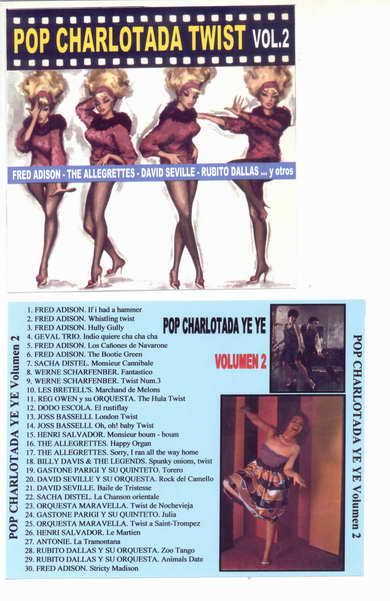 POP CHARLOTADA TWIST VOL.2
FRED ADISON - THE ALLEGRETTES - DAVID SEVILLE - RUBITO DALLAS ... y otros
POP CHARLOTADA YE YE Volumen 2
1. FRED ADISON. If i bad a hammer
2. FRED ADISON. Whistling twist
3. FRED ADISON. Hully Gully
4. GEVAL TRIO. Indio quiere cha cha cha
5. FRED ADISON. Los Cañones de Navarone
6. FRED ADISON. The Bootie Green
7. SACHA DISTEL. Monsieur Cannibale
8. WERNE SCHARFENBER. Fantastico
9. WERNE SCHARFENBER. Twist Num.3
10. LES BRETELL'S. Marchand de Melons
11. REG OWEN y su ORQUESTA. The Hula Twist
12. DODO ESCOLA. El rustiflay
13. JOSS BASSELLI. London Twist
14. JOSS BASSELLI. Oh, oh! baby Twist
15. HENRI SALVADOR. Monsieur boum - boum
16. THE ALLEGRETTES. Happy Organ
17. THE ALLEGRETTES. Sorry, I ran all the way home
18. BILLY DAVIS & THE LEGENDS. Spunky onions, twist
19. GASTONE PARIGI Y SU QUINTETO. Torero
20. DAVID SEVILLE Y SU ORQUESTA. Rock del Camello
21. DAVID SEVILLE. Baile de Tristesse
22. SACHA DISTEL. La Chanson orientale
23. ORQUESTA MARAVELLA. Twist de Nochevieja
24. GASTONE PARIGI Y SU QUINTETO. Julia
25. ORQUESTA MARAVELLA. Twist a Saint-Trompez
26. HENRI SALVADOR. Le Martien
27. ANTONIE. La Tramontana
28. RUBITO DALLAS Y SU ORQUESTA. Zoo Tango
29. RUBITO DALLAS Y SU ORQUESTA. Animals Date
30. FRED ADISON. Stricty Madison
POP CHARLOTADA YE YE
VOLUMEN 2
POP CHARLOTADA YE YE Volumen 2